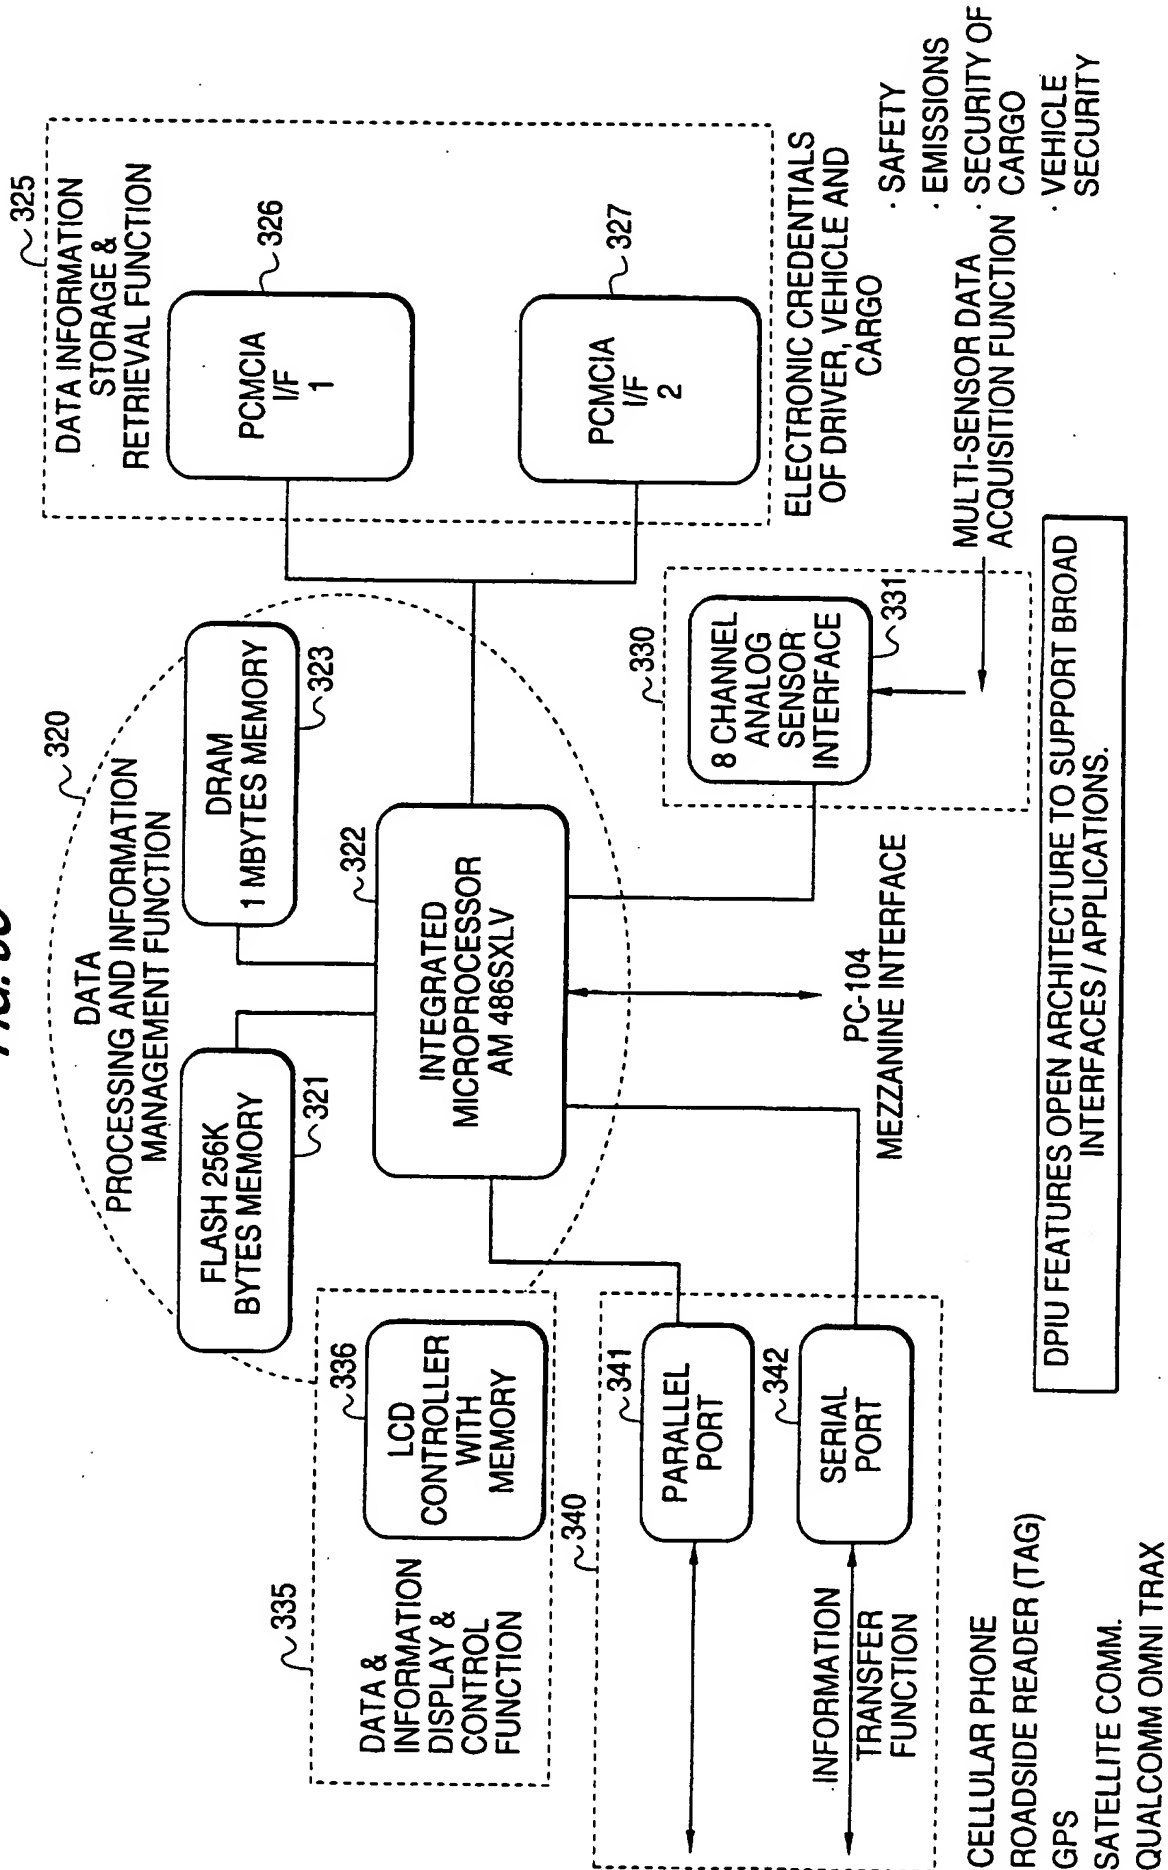 320
DATA
PROCESSING AND INFORMATION
MANAGEMENT FUNCTION
FLASH 256K
BYTES MEMORY
321
DRAM
1 MBYTES MEMORY
323
322
INTEGRATED
MICROPROCESSOR
AM 486SXLV
325
DATA INFORMATION
STORAGE &
RETRIEVAL FUNCTION
PCMCIA
I/F
1
326
PCMCIA
I/F
2
327
ELECTRONIC CREDENTIALS
OF DRIVER, VEHICLE AND
CARGO
335
DATA &
INFORMATION
DISPLAY &
CONTROL
FUNCTION
336
LCD
CONTROLLER
WITH
MEMORY
340
341
PARALLEL
PORT
342
SERIAL
PORT
INFORMATION
TRANSFER
FUNCTION
CELLULAR PHONE
ROADSIDE READER (TAG)
GPS
SATELLITE COMM.
QUALCOMM OMNI TRAX
PC-104
MEZZANINE INTERFACE
330
8 CHANNEL
ANALOG
SENSOR
INTERFACE
331
MULTI-SENSOR DATA
ACQUISITION FUNCTION
· SAFETY
· EMISSIONS
· SECURITY OF
CARGO
· VEHICLE
SECURITY
DPIU FEATURES OPEN ARCHITECTURE TO SUPPORT BROAD
INTERFACES / APPLICATIONS.